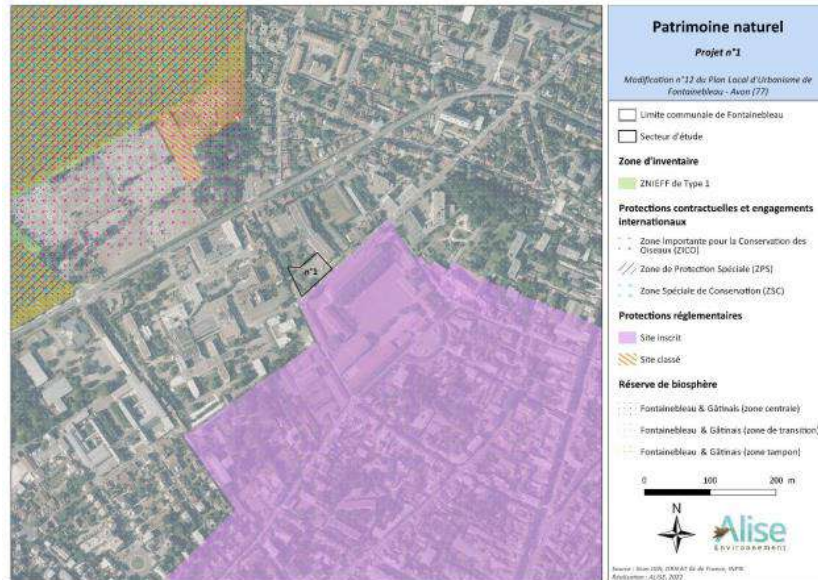 Patrimoine naturel
Projet n°1
Modification n°12 du Plan Local d'Urbanisme de
Fontainebleau - Avon (77)
Limite communale de Fontainebleau
Secteur d'étude
Zone d'inventaire
ZNIEFF de Type 1
Protections contractuelles et engagements
internationaux
Zone Importante pour la Conservation des
Oiseaux (ZICO)
Zone de Protection Spéciale (ZPS)
Zone Spéciale de Conservation (ZSC)
Protections réglementaires
Site inscrit
Site classé
Réserve de biosphère
Fontainebleau & Gâtinais (zone centrale)
Fontainebleau & Gâtinais (zone de transition)
Fontainebleau & Gâtinais (zone tampon)
0 100 200 m
N
Alise
Environnement
Réalisation : ALISE, 2022
n°1